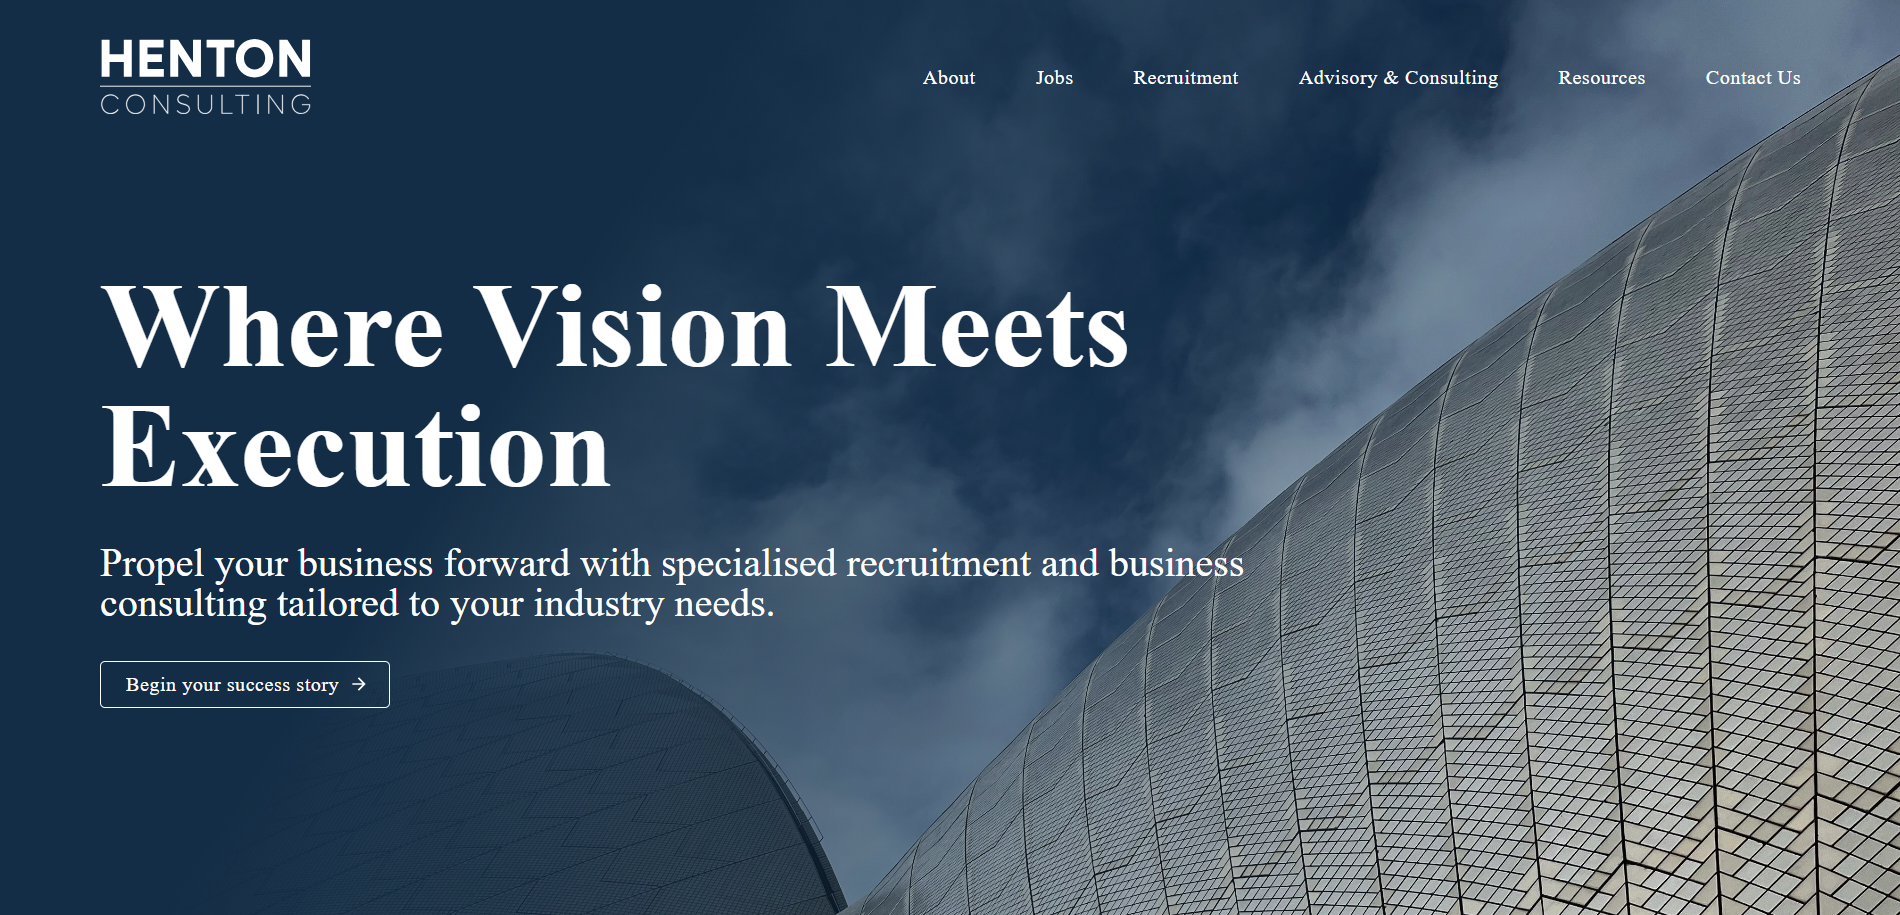 HENTON
CONSULTING
About
Jobs
Recruitment
Advisory & Consulting
Resources
Contact Us
Where Vision Meets
Execution
Propel your business forward with specialised recruitment and business
consulting tailored to your industry needs.
Begin your success story →